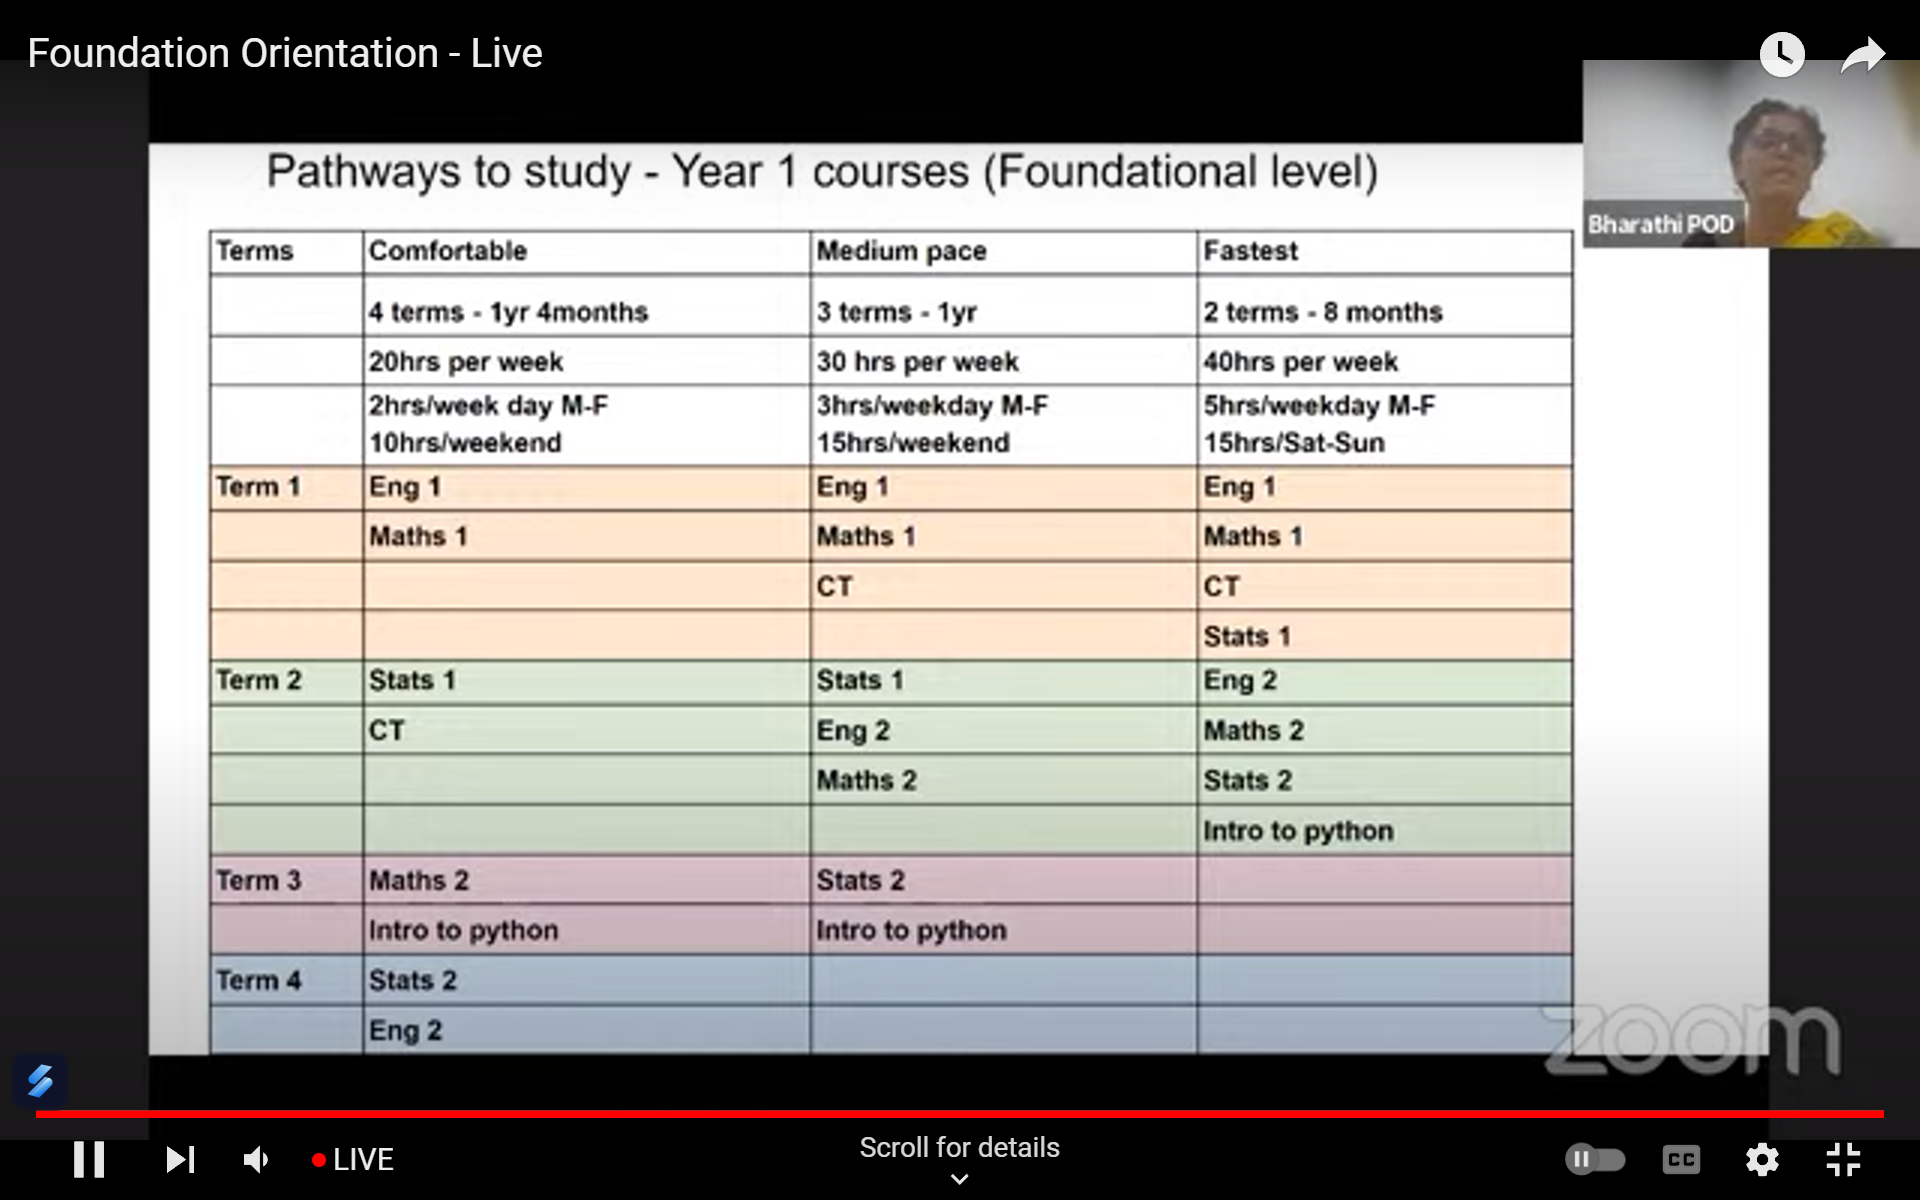 Foundation Orientation - Live
Pathways to study - Year 1 courses (Foundational level)
Bharathi POD
Terms Comfortable Medium pace Fastest
4 terms - 1yr 4months 3 terms - 1yr 2 terms - 8 months
20hrs per week 30 hrs per week 40hrs per week
2hrs/week day M-F 3hrs/weekday M-F 5hrs/weekday M-F
10hrs/weekend 15hrs/weekend 15hrs/Sat-Sun
Term 1 Eng 1 Eng 1 Eng 1
Maths 1 Maths 1 Maths 1
CT CT
Stats 1
Term 2 Stats 1 Stats 1 Eng 2
CT Eng 2 Maths 2
Maths 2 Stats 2
Intro to python
Term 3 Maths 2 Stats 2
Intro to python Intro to python
Term 4 Stats 2
Eng 2
zoom
LIVE
Scroll for details
CC